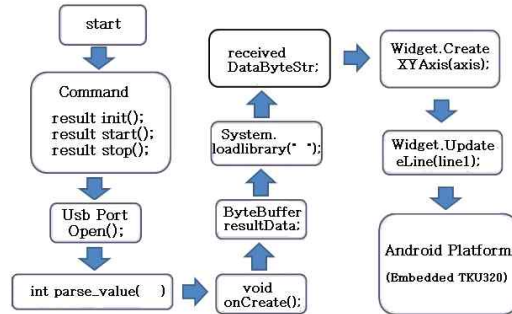 start
Command
result init();
result start();
result stop();
Usb Port
Open();
int parse_value(    )
void
onCreate();
ByteBuffer
resultData;
System.
loadlibrary("  ");
received
DataByteStr;
Widget.Create
XYAxis(axis);
Widget.Updat
eLine(line1);
Android Platform
(Embedded TKU320)